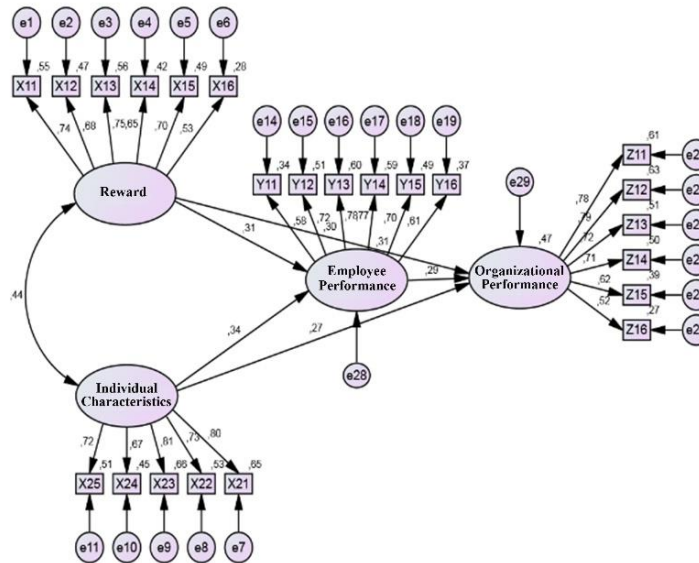 e1 e2 e3 e4 e5 e6
,55 ,47 ,56 ,42 ,49 ,28
X11 X12 X13 X14 X15 X16
,74 ,68 ,75 ,65 ,70 ,53
Reward
e14 e15 e16 e17 e18 e19
,34 ,51 ,60 ,59 ,49 ,37
Y11 Y12 Y13 Y14 Y15 Y16
,58 ,72 ,78 ,77 ,70 ,61
,30
,31 ,31
Employee
Performance
,29
e28
e29
,47
Organizational
Performance
,61
Z11
,63
Z12
,51
Z13
,50
Z14
,39
Z15
,27
Z16
,78
,79
,72
,71
,62
,52
,44
,34 ,27
Individual
Characteristics
,72 ,67 ,81 ,73 ,80
,51 ,45 ,66 ,53 ,65
X25 X24 X23 X22 X21
e11 e10 e9 e8 e7